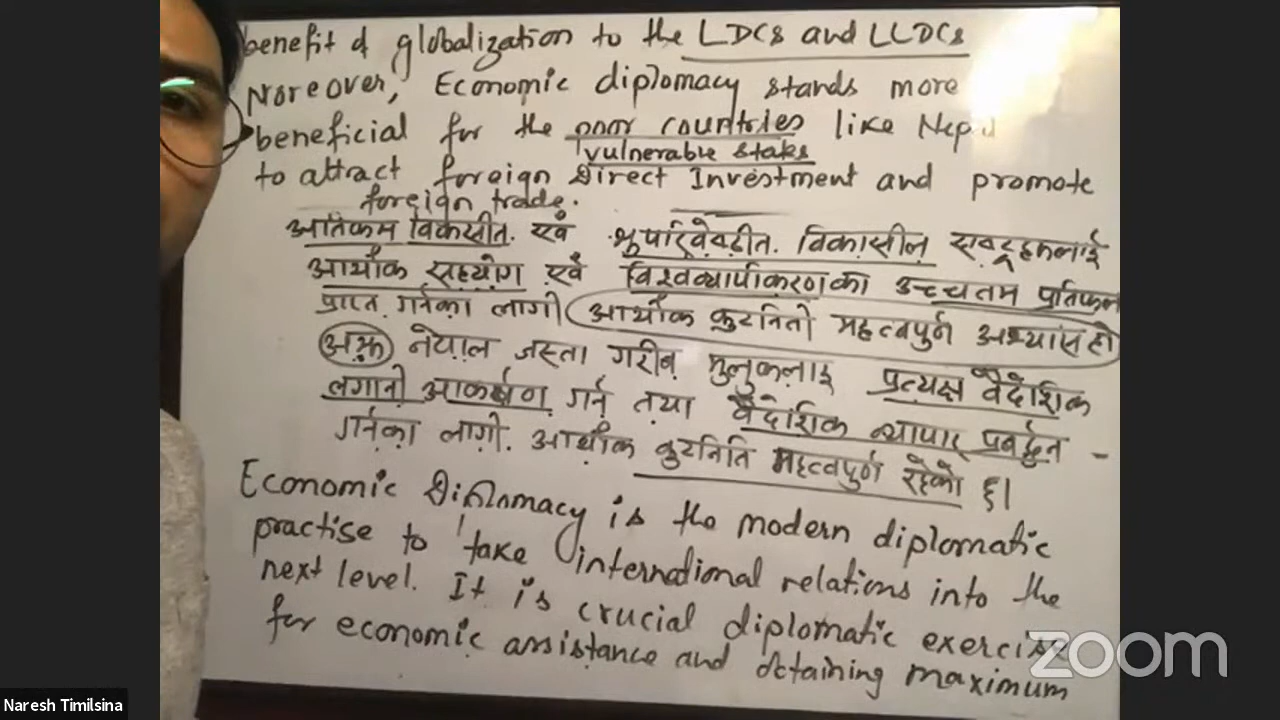 benefit of globalization to the LDCs and LLDCs
Moreover, Economic diplomacy stands more
beneficial for the poor countries like Nepal
vulnerable states
to attract foreign Direct Investment and promote
foreign trade.
अतिकम विकसीत. एवं भुपरिवेष्ठीत. विकासील
आर्थीक सहयोग एवं विश्वव्यापीकरणका उच्चतम प्रतिफल
प्राप्त गर्नका लागी आर्थीक कुटनिती महत्वपुर्ण अभ्यास हो
अझ नेपाल जस्ता गरीब मुलुकलाइ प्रत्यक्ष वैदेशिक
लगानी आकर्षण गर्न तथा वैदेशिक व्यापार प्रबर्द्धन -
गर्नका लागी. आर्थीक कुटनिति महत्वपुर्ण रहेको छ।
Economic Diplomacy is the modern diplomatic
practise to take international relations into the
next level. It is crucial diplomatic exercise
for economic assistance and obtaining maximum
zoom
Naresh Timilsina